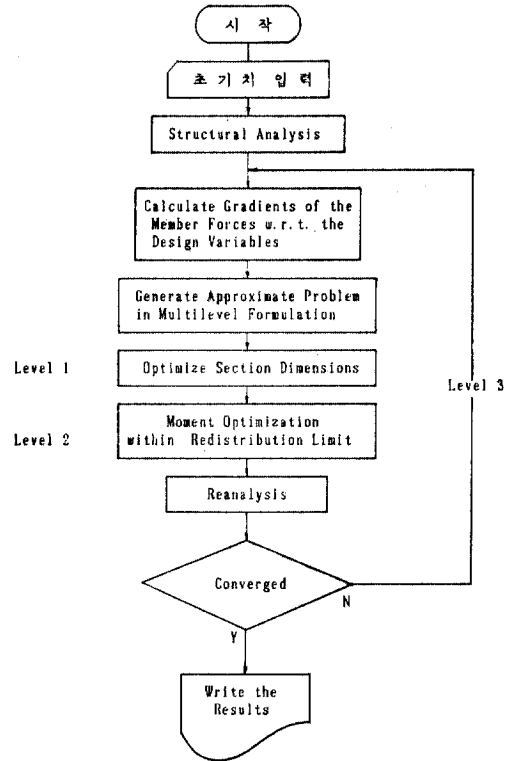 시 작
초 기 치 입 력
Structural Analysis
Calculate Gradients of the
Member Forces w.r.t. the
Design Variables
Generate Approximate Problem
in Multilevel Formulation
Level 1
Optimize Section Dimensions
Level 3
Level 2
Moment Optimization
within Redistribution Limit
Reanalysis
Converged
N
Y
Write the
Results